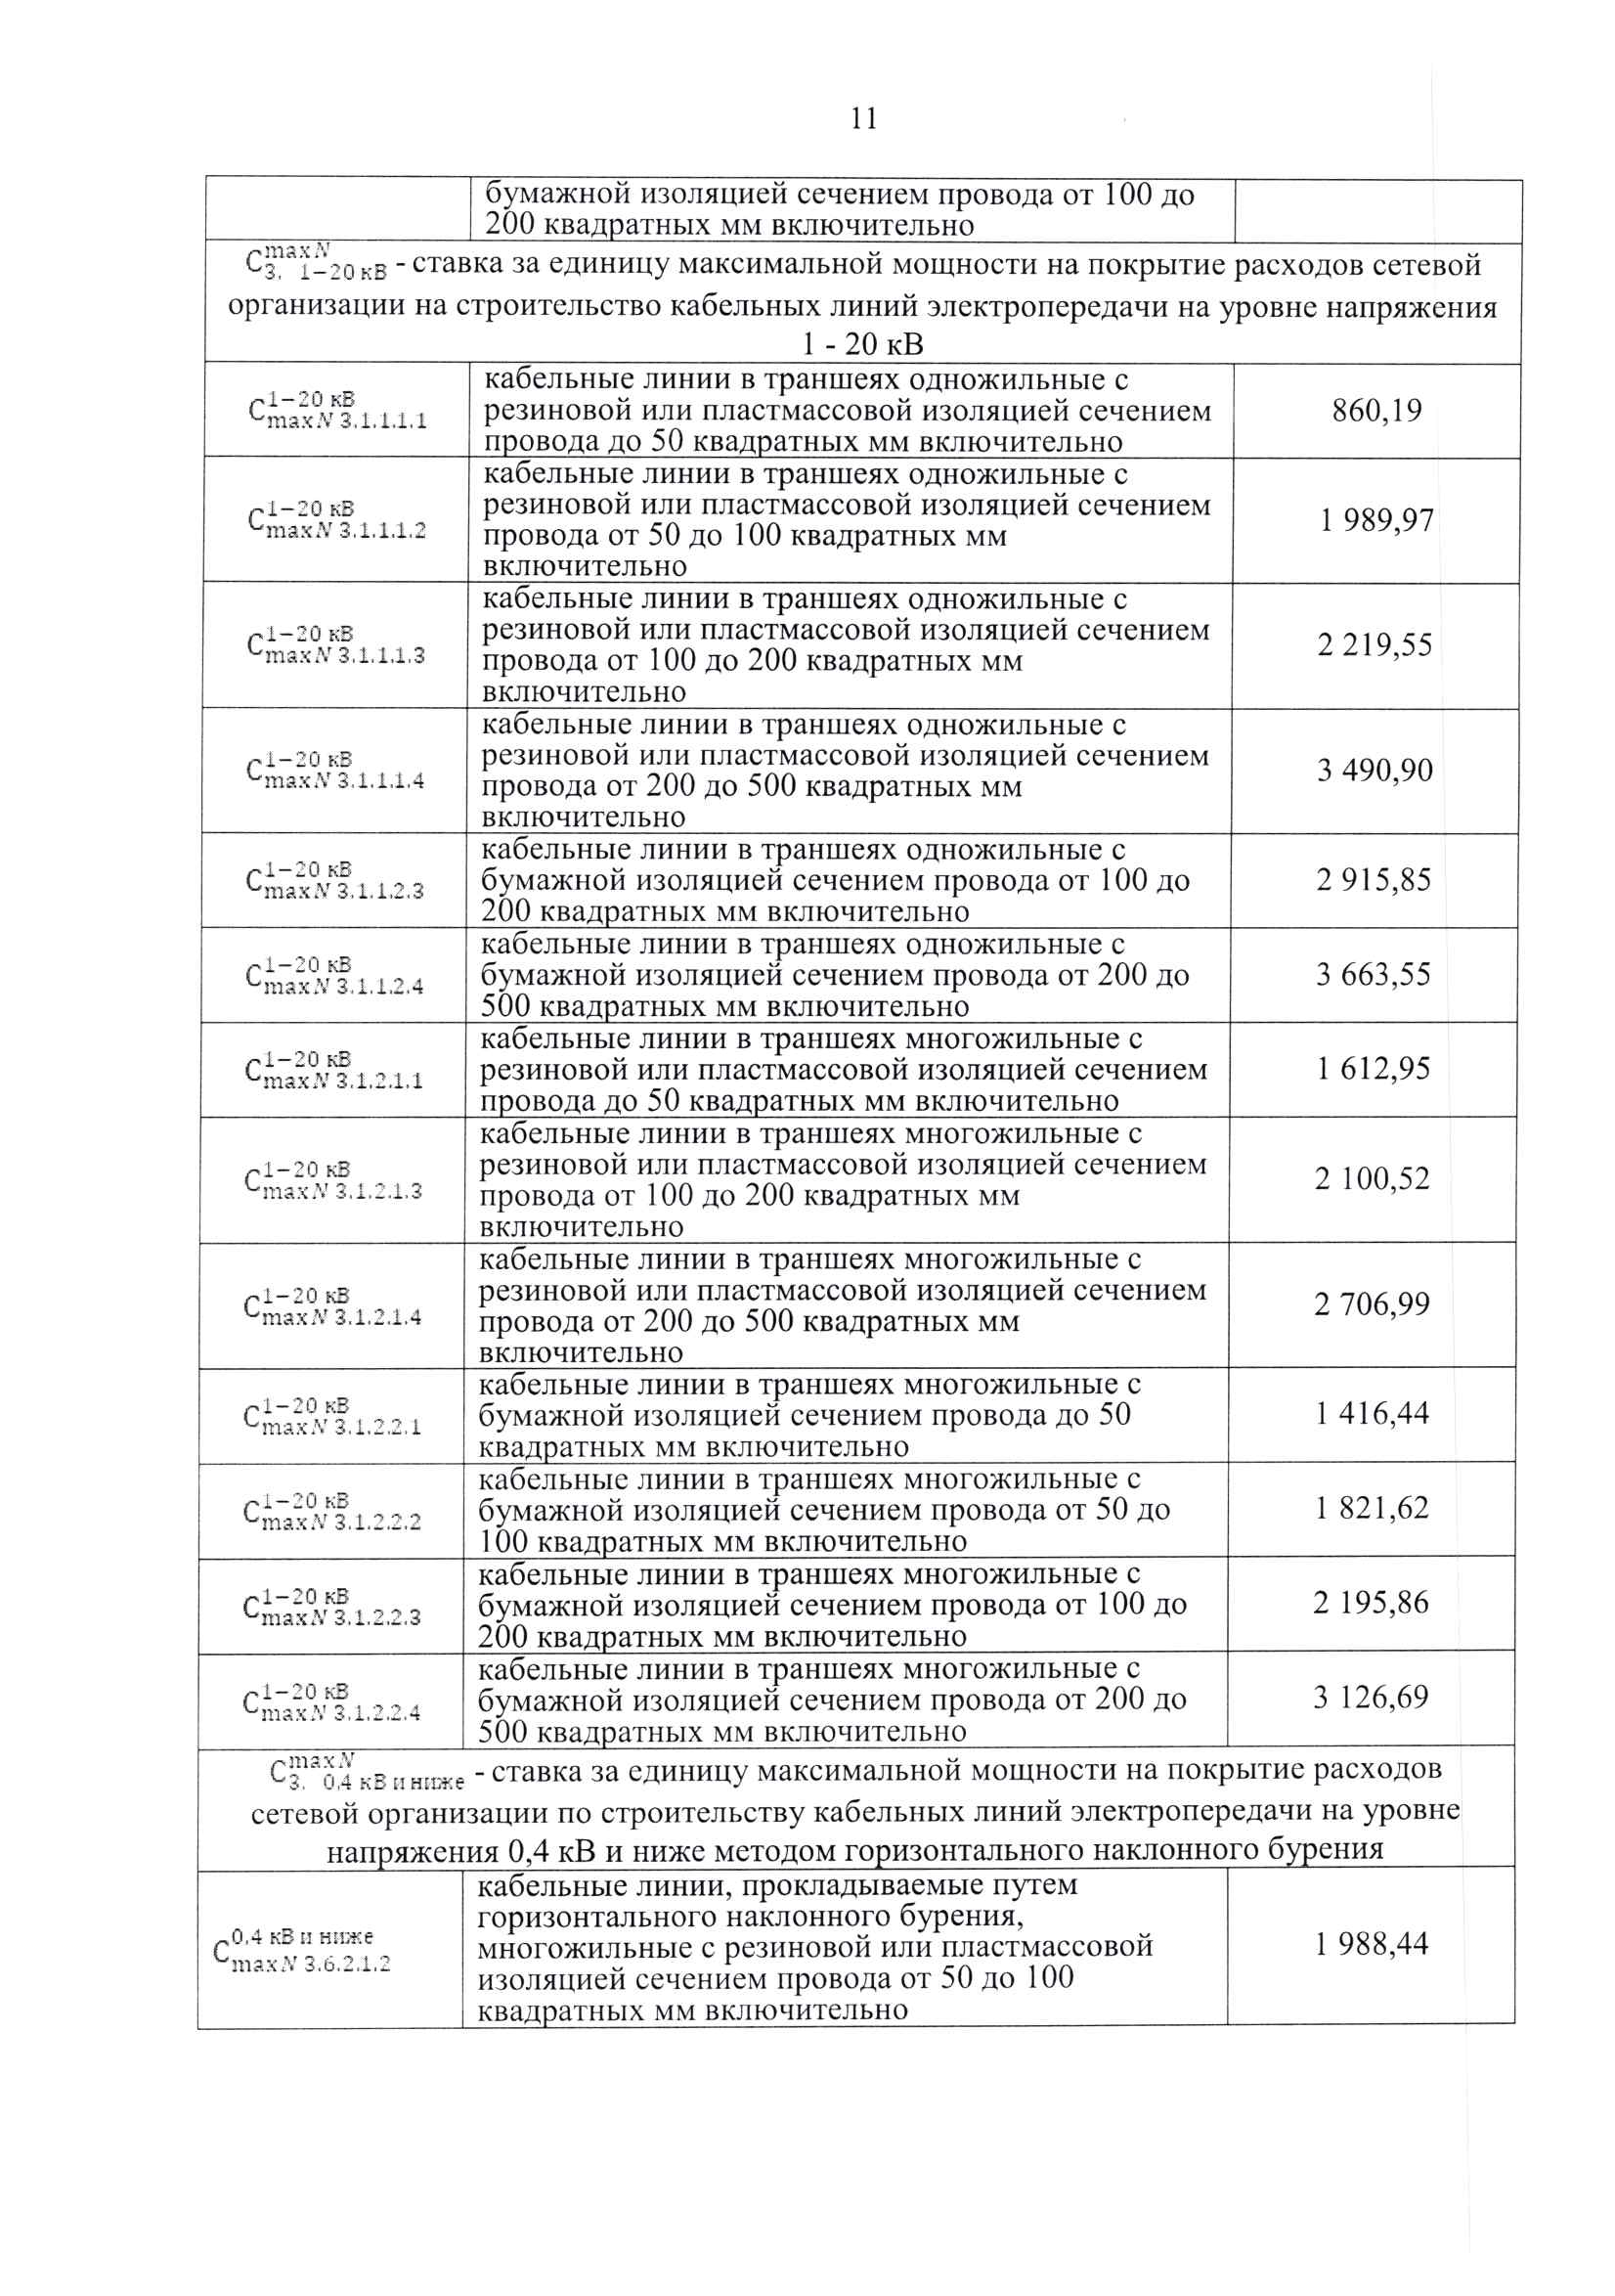 11
бумажной изоляцией сечением провода от 100 до
200 квадратных мм включительно
C maxN 3. 1–20 кВ - ставка за единицу максимальной мощности на покрытие расходов сетевой
организации на строительство кабельных линий электропередачи на уровне напряжения
1 - 20 кВ
C 1–20 кВ maxN 3.1.1.1.1
кабельные линии в траншеях одножильные с
резиновой или пластмассовой изоляцией сечением
провода до 50 квадратных мм включительно
860,19
C 1–20 кВ maxN 3.1.1.1.2
кабельные линии в траншеях одножильные с
резиновой или пластмассовой изоляцией сечением
провода от 50 до 100 квадратных мм
включительно
1 989,97
C 1–20 кВ maxN 3.1.1.1.3
кабельные линии в траншеях одножильные с
резиновой или пластмассовой изоляцией сечением
провода от 100 до 200 квадратных мм
включительно
2 219,55
C 1–20 кВ maxN 3.1.1.1.4
кабельные линии в траншеях одножильные с
резиновой или пластмассовой изоляцией сечением
провода от 200 до 500 квадратных мм
включительно
3 490,90
C 1–20 кВ maxN 3.1.1.2.3
кабельные линии в траншеях одножильные с
бумажной изоляцией сечением провода от 100 до
200 квадратных мм включительно
2 915,85
C 1–20 кВ maxN 3.1.1.2.4
кабельные линии в траншеях одножильные с
бумажной изоляцией сечением провода от 200 до
500 квадратных мм включительно
3 663,55
C 1–20 кВ maxN 3.1.2.1.1
кабельные линии в траншеях многожильные с
резиновой или пластмассовой изоляцией сечением
провода до 50 квадратных мм включительно
1 612,95
C 1–20 кВ maxN 3.1.2.1.3
кабельные линии в траншеях многожильные с
резиновой или пластмассовой изоляцией сечением
провода от 100 до 200 квадратных мм
включительно
2 100,52
C 1–20 кВ maxN 3.1.2.1.4
кабельные линии в траншеях многожильные с
резиновой или пластмассовой изоляцией сечением
провода от 200 до 500 квадратных мм
включительно
2 706,99
C 1–20 кВ maxN 3.1.2.2.1
кабельные линии в траншеях многожильные с
бумажной изоляцией сечением провода до 50
квадратных мм включительно
1 416,44
C 1–20 кВ maxN 3.1.2.2.2
кабельные линии в траншеях многожильные с
бумажной изоляцией сечением провода от 50 до
100 квадратных мм включительно
1 821,62
C 1–20 кВ maxN 3.1.2.2.3
кабельные линии в траншеях многожильные с
бумажной изоляцией сечением провода от 100 до
200 квадратных мм включительно
2 195,86
C 1–20 кВ maxN 3.1.2.2.4
кабельные линии в траншеях многожильные с
бумажной изоляцией сечением провода от 200 до
500 квадратных мм включительно
3 126,69
C maxN 3. 0,4 кВ и ниже - ставка за единицу максимальной мощности на покрытие расходов
сетевой организации по строительству кабельных линий электропередачи на уровне
напряжения 0,4 кВ и ниже методом горизонтального наклонного бурения
C 0,4 кВ и ниже maxN 3.6.2.1.2
кабельные линии, прокладываемые путем
горизонтального наклонного бурения,
многожильные с резиновой или пластмассовой
изоляцией сечением провода от 50 до 100
квадратных мм включительно
1 988,44